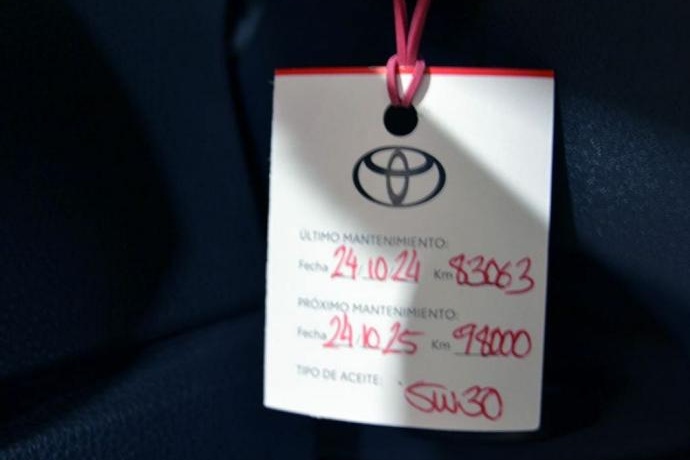 ÚLTIMO MANTENIMIENTO:
Fecha 24/10/24 Km 83063
PRÓXIMO MANTENIMIENTO:
Fecha 24/10/25 Km 98000
TIPO DE ACEITE: 5W30